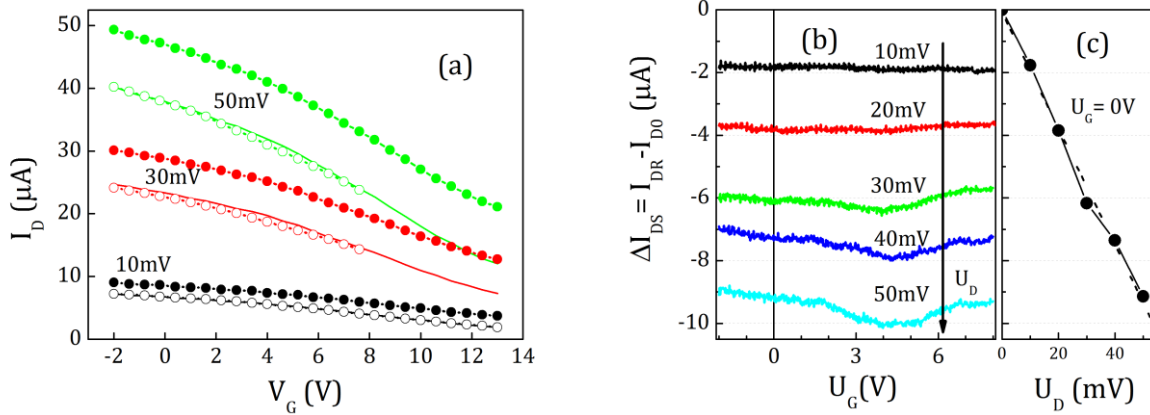 (a)
50
40
30
20
10
0
I_D (µA)
50mV
30mV
10mV
-2 0 2 4 6 8 10 12 14
V_G (V)
(b)
0
-2
-4
-6
-8
-10
ΔI_DS = I_DR - I_D0 (µA)
10mV
20mV
30mV
40mV
50mV
U_D
0 3 6
U_G(V)
(c)
U_G= 0V
0 20 40
U_D (mV)